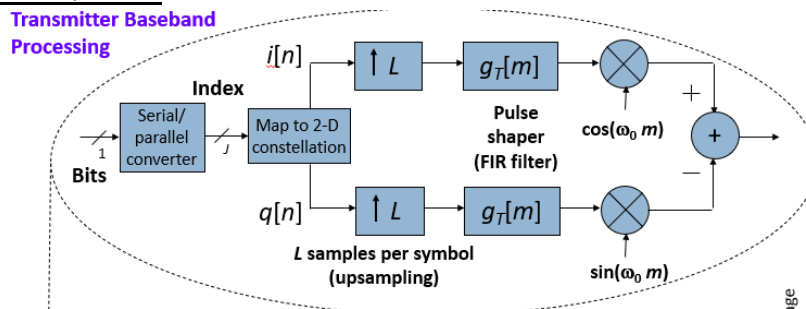 Transmitter Baseband
Processing
i[n]
↑ L
g_T[m]
Index
Serial/
parallel
converter
1
Bits
J
Map to 2-D
constellation
Pulse
shaper
(FIR filter)
cos(ω₀ m)
+
+
−
q[n]
↑ L
g_T[m]
L samples per symbol
(upsampling)
sin(ω₀ m)